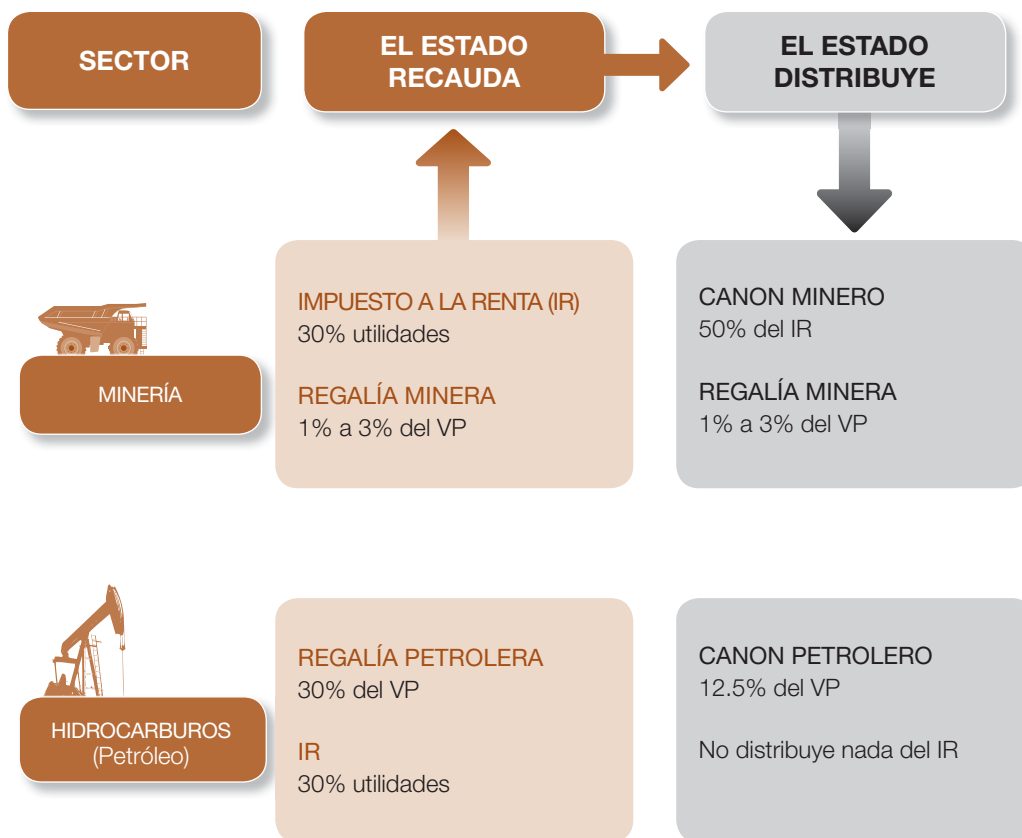 SECTOR
EL ESTADO
RECAUDA
EL ESTADO
DISTRIBUYE
MINERÍA
IMPUESTO A LA RENTA (IR)
30% utilidades
REGALÍA MINERA
1% a 3% del VP
CANON MINERO
50% del IR
REGALÍA MINERA
1% a 3% del VP
HIDROCARBUROS
(Petróleo)
REGALÍA PETROLERA
30% del VP
IR
30% utilidades
CANON PETROLERO
12.5% del VP
No distribuye nada del IR